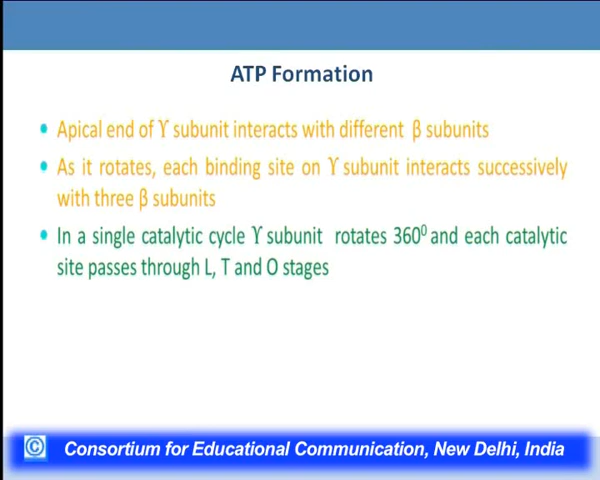 ATP Formation
• Apical end of ϒ subunit interacts with different β subunits
• As it rotates, each binding site on ϒ subunit interacts successively
with three β subunits
• In a single catalytic cycle ϒ subunit rotates 360⁰ and each catalytic
site passes through L, T and O stages
© Consortium for Educational Communication, New Delhi, India